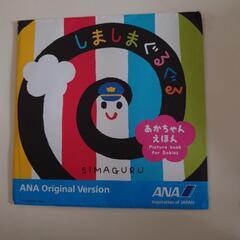 しましまぐるぐる
SIMAGURU
あかちゃん
えほん
Picture book
for Babies
ANA Original Version
ANA
Inspiration of JAPAN